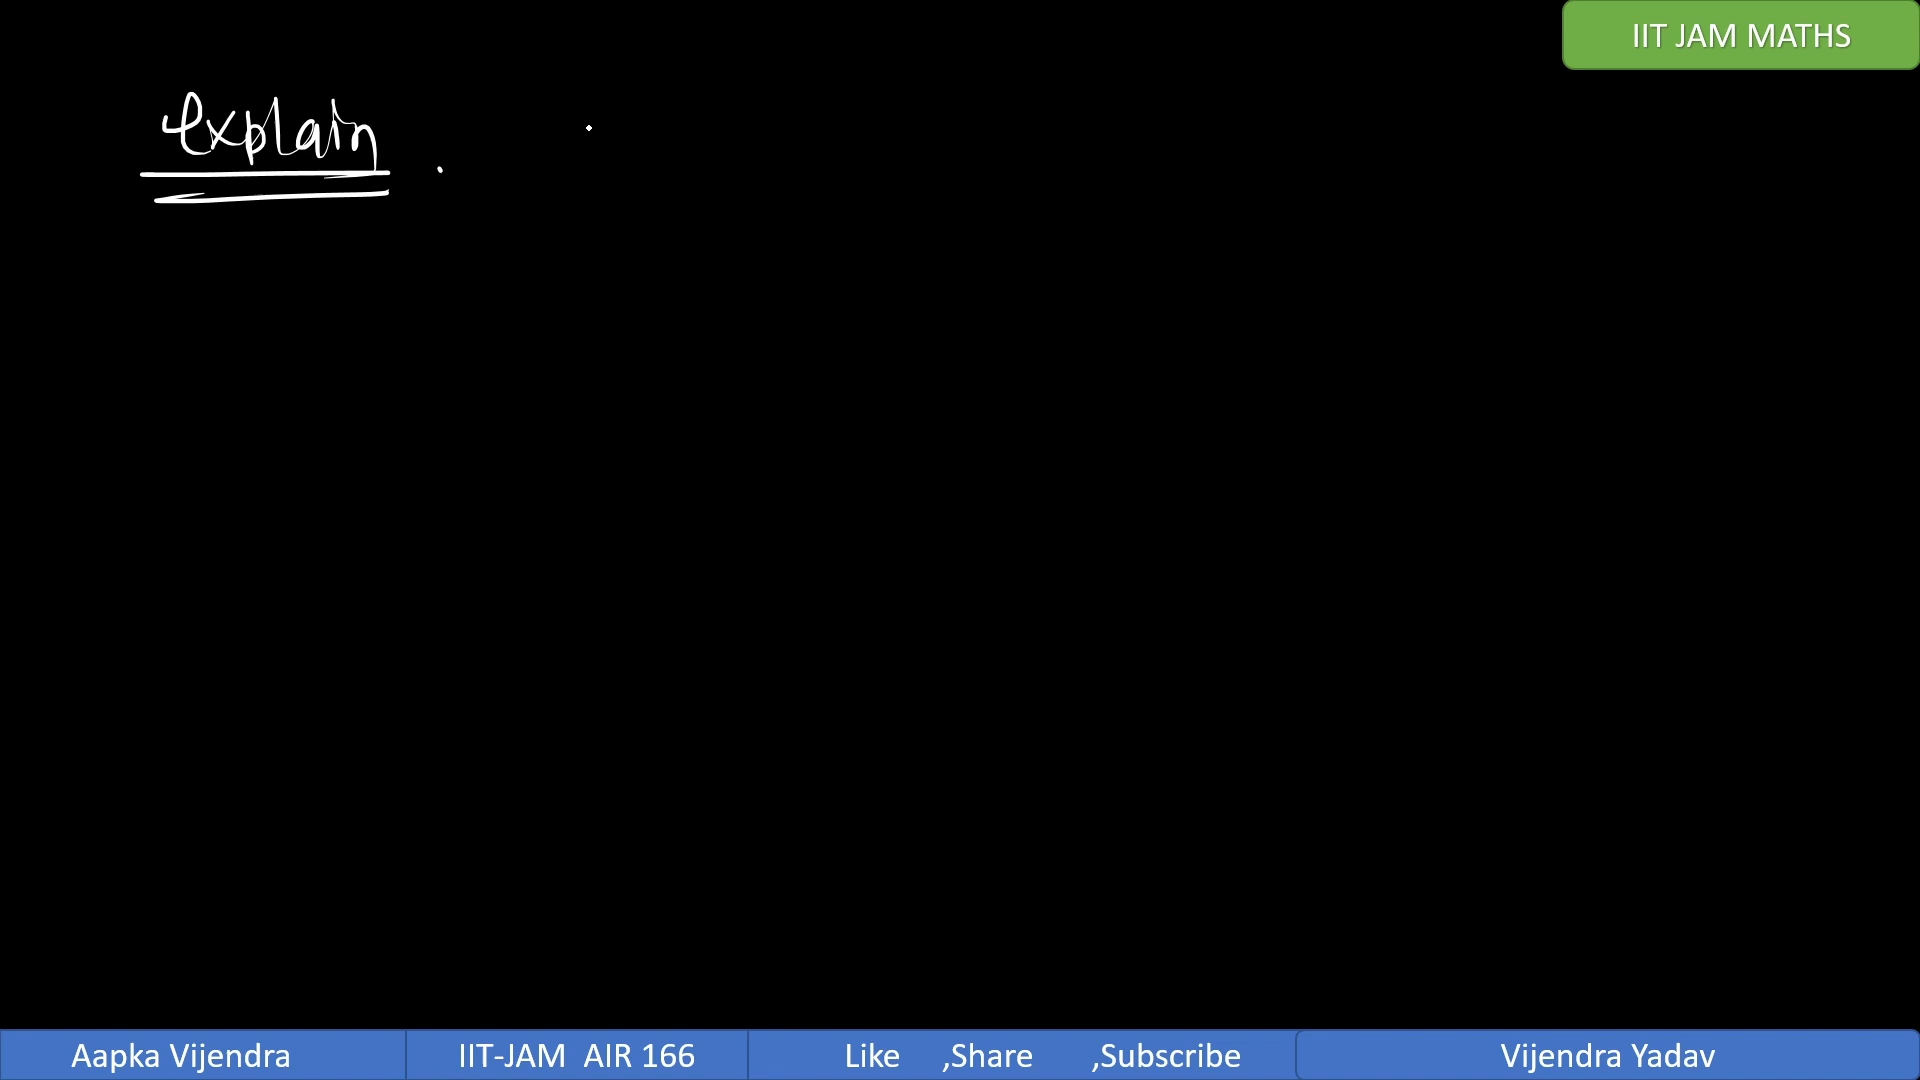 IIT JAM MATHS
explain
Aapka Vijendra
IIT-JAM AIR 166
Like ,Share ,Subscribe
Vijendra Yadav